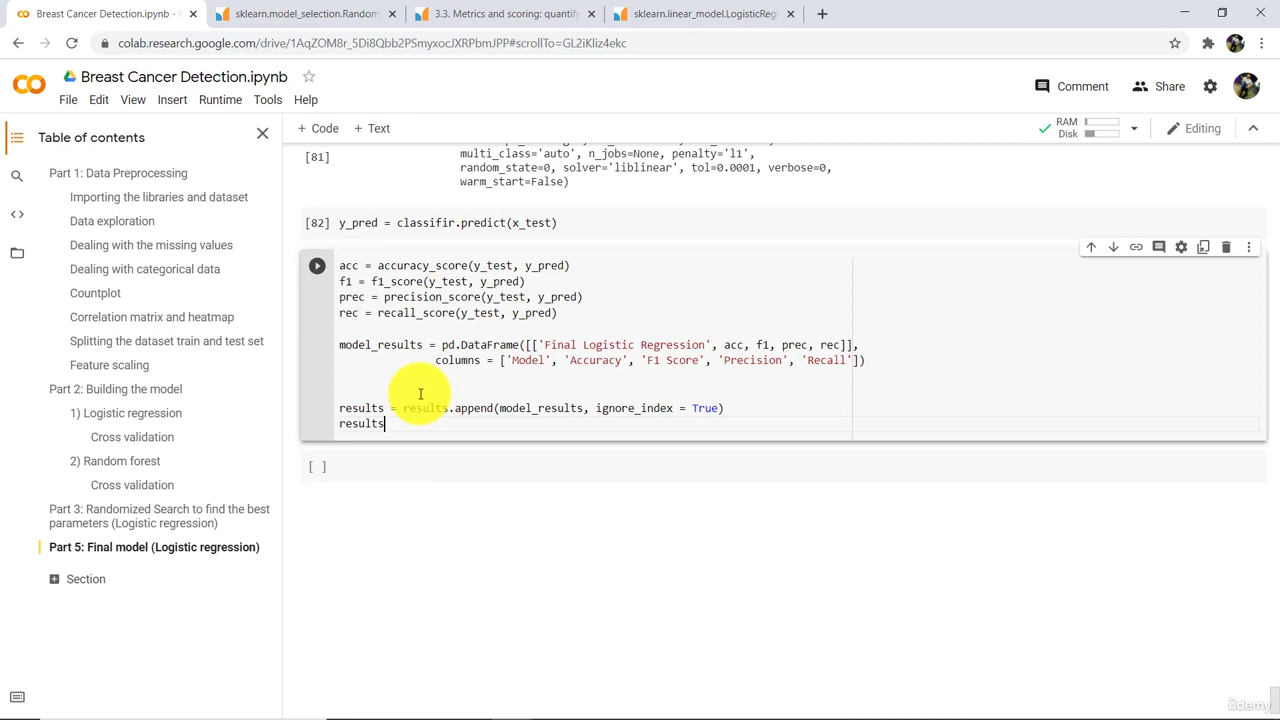 Breast Cancer Detection.ipynb - C
sklearn.model_selection.Random
3.3. Metrics and scoring: quantify
sklearn.linear_model.LogisticRegr
colab.research.google.com/drive/1AqZOM8r_5Di8Qbb2PSmyxocJXRPbmJPP#scrollTo=GL2iKliz4ekc
Breast Cancer Detection.ipynb
File Edit View Insert Runtime Tools Help
Comment
Share
Table of contents
+ Code + Text
RAM
Disk
Editing
Part 1: Data Preprocessing
Importing the libraries and dataset
Data exploration
Dealing with the missing values
Dealing with categorical data
Countplot
Correlation matrix and heatmap
Splitting the dataset train and test set
Feature scaling
Part 2: Building the model
1) Logistic regression
Cross validation
2) Random forest
Cross validation
Part 3: Randomized Search to find the best
parameters (Logistic regression)
Part 5: Final model (Logistic regression)
Section
[81]
multi_class='auto', n_jobs=None, penalty='l1',
random_state=0, solver='liblinear', tol=0.0001, verbose=0,
warm_start=False)
[82] y_pred = classifir.predict(x_test)
acc = accuracy_score(y_test, y_pred)
f1 = f1_score(y_test, y_pred)
prec = precision_score(y_test, y_pred)
rec = recall_score(y_test, y_pred)
model_results = pd.DataFrame([['Final Logistic Regression', acc, f1, prec, rec]],
columns = ['Model', 'Accuracy', 'F1 Score', 'Precision', 'Recall'])
results = results.append(model_results, ignore_index = True)
results
[ ]
ûdemy